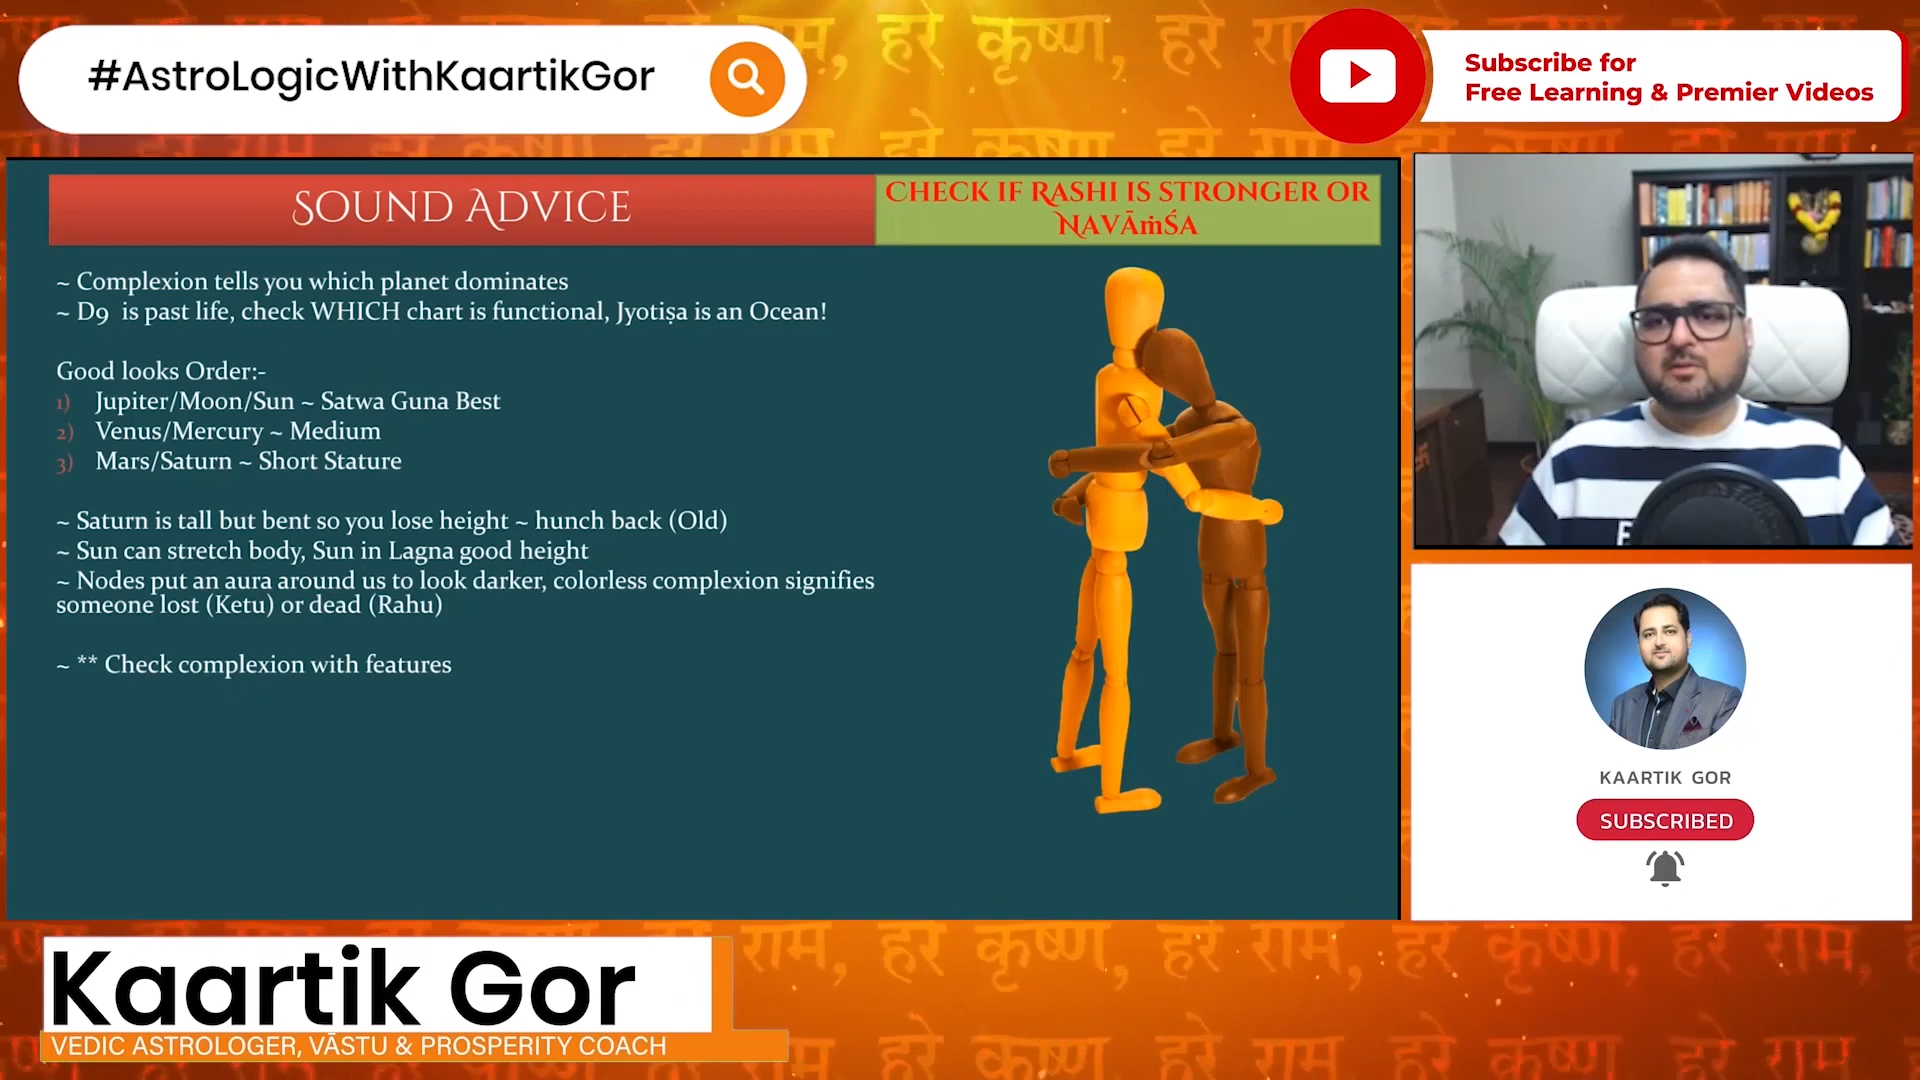 #AstroLogicWithKaartikGor
Subscribe for
Free Learning & Premier Videos
SOUND ADVICE
CHECK IF RASHI IS STRONGER OR
NAVĀṁŚA
~ Complexion tells you which planet dominates
~ D9 is past life, check WHICH chart is functional, Jyotiṣa is an Ocean!
Good looks Order:-
1) Jupiter/Moon/Sun ~ Satwa Guna Best
2) Venus/Mercury ~ Medium
3) Mars/Saturn ~ Short Stature
~ Saturn is tall but bent so you lose height ~ hunch back (Old)
~ Sun can stretch body, Sun in Lagna good height
~ Nodes put an aura around us to look darker, colorless complexion signifies
someone lost (Ketu) or dead (Rahu)
~ ** Check complexion with features
KAARTIK GOR
SUBSCRIBED
Kaartik Gor
VEDIC ASTROLOGER, VĀSTU & PROSPERITY COACH
राम, हरे कृष्ण, हरे राम, हरे कृष्ण, हरे राम,